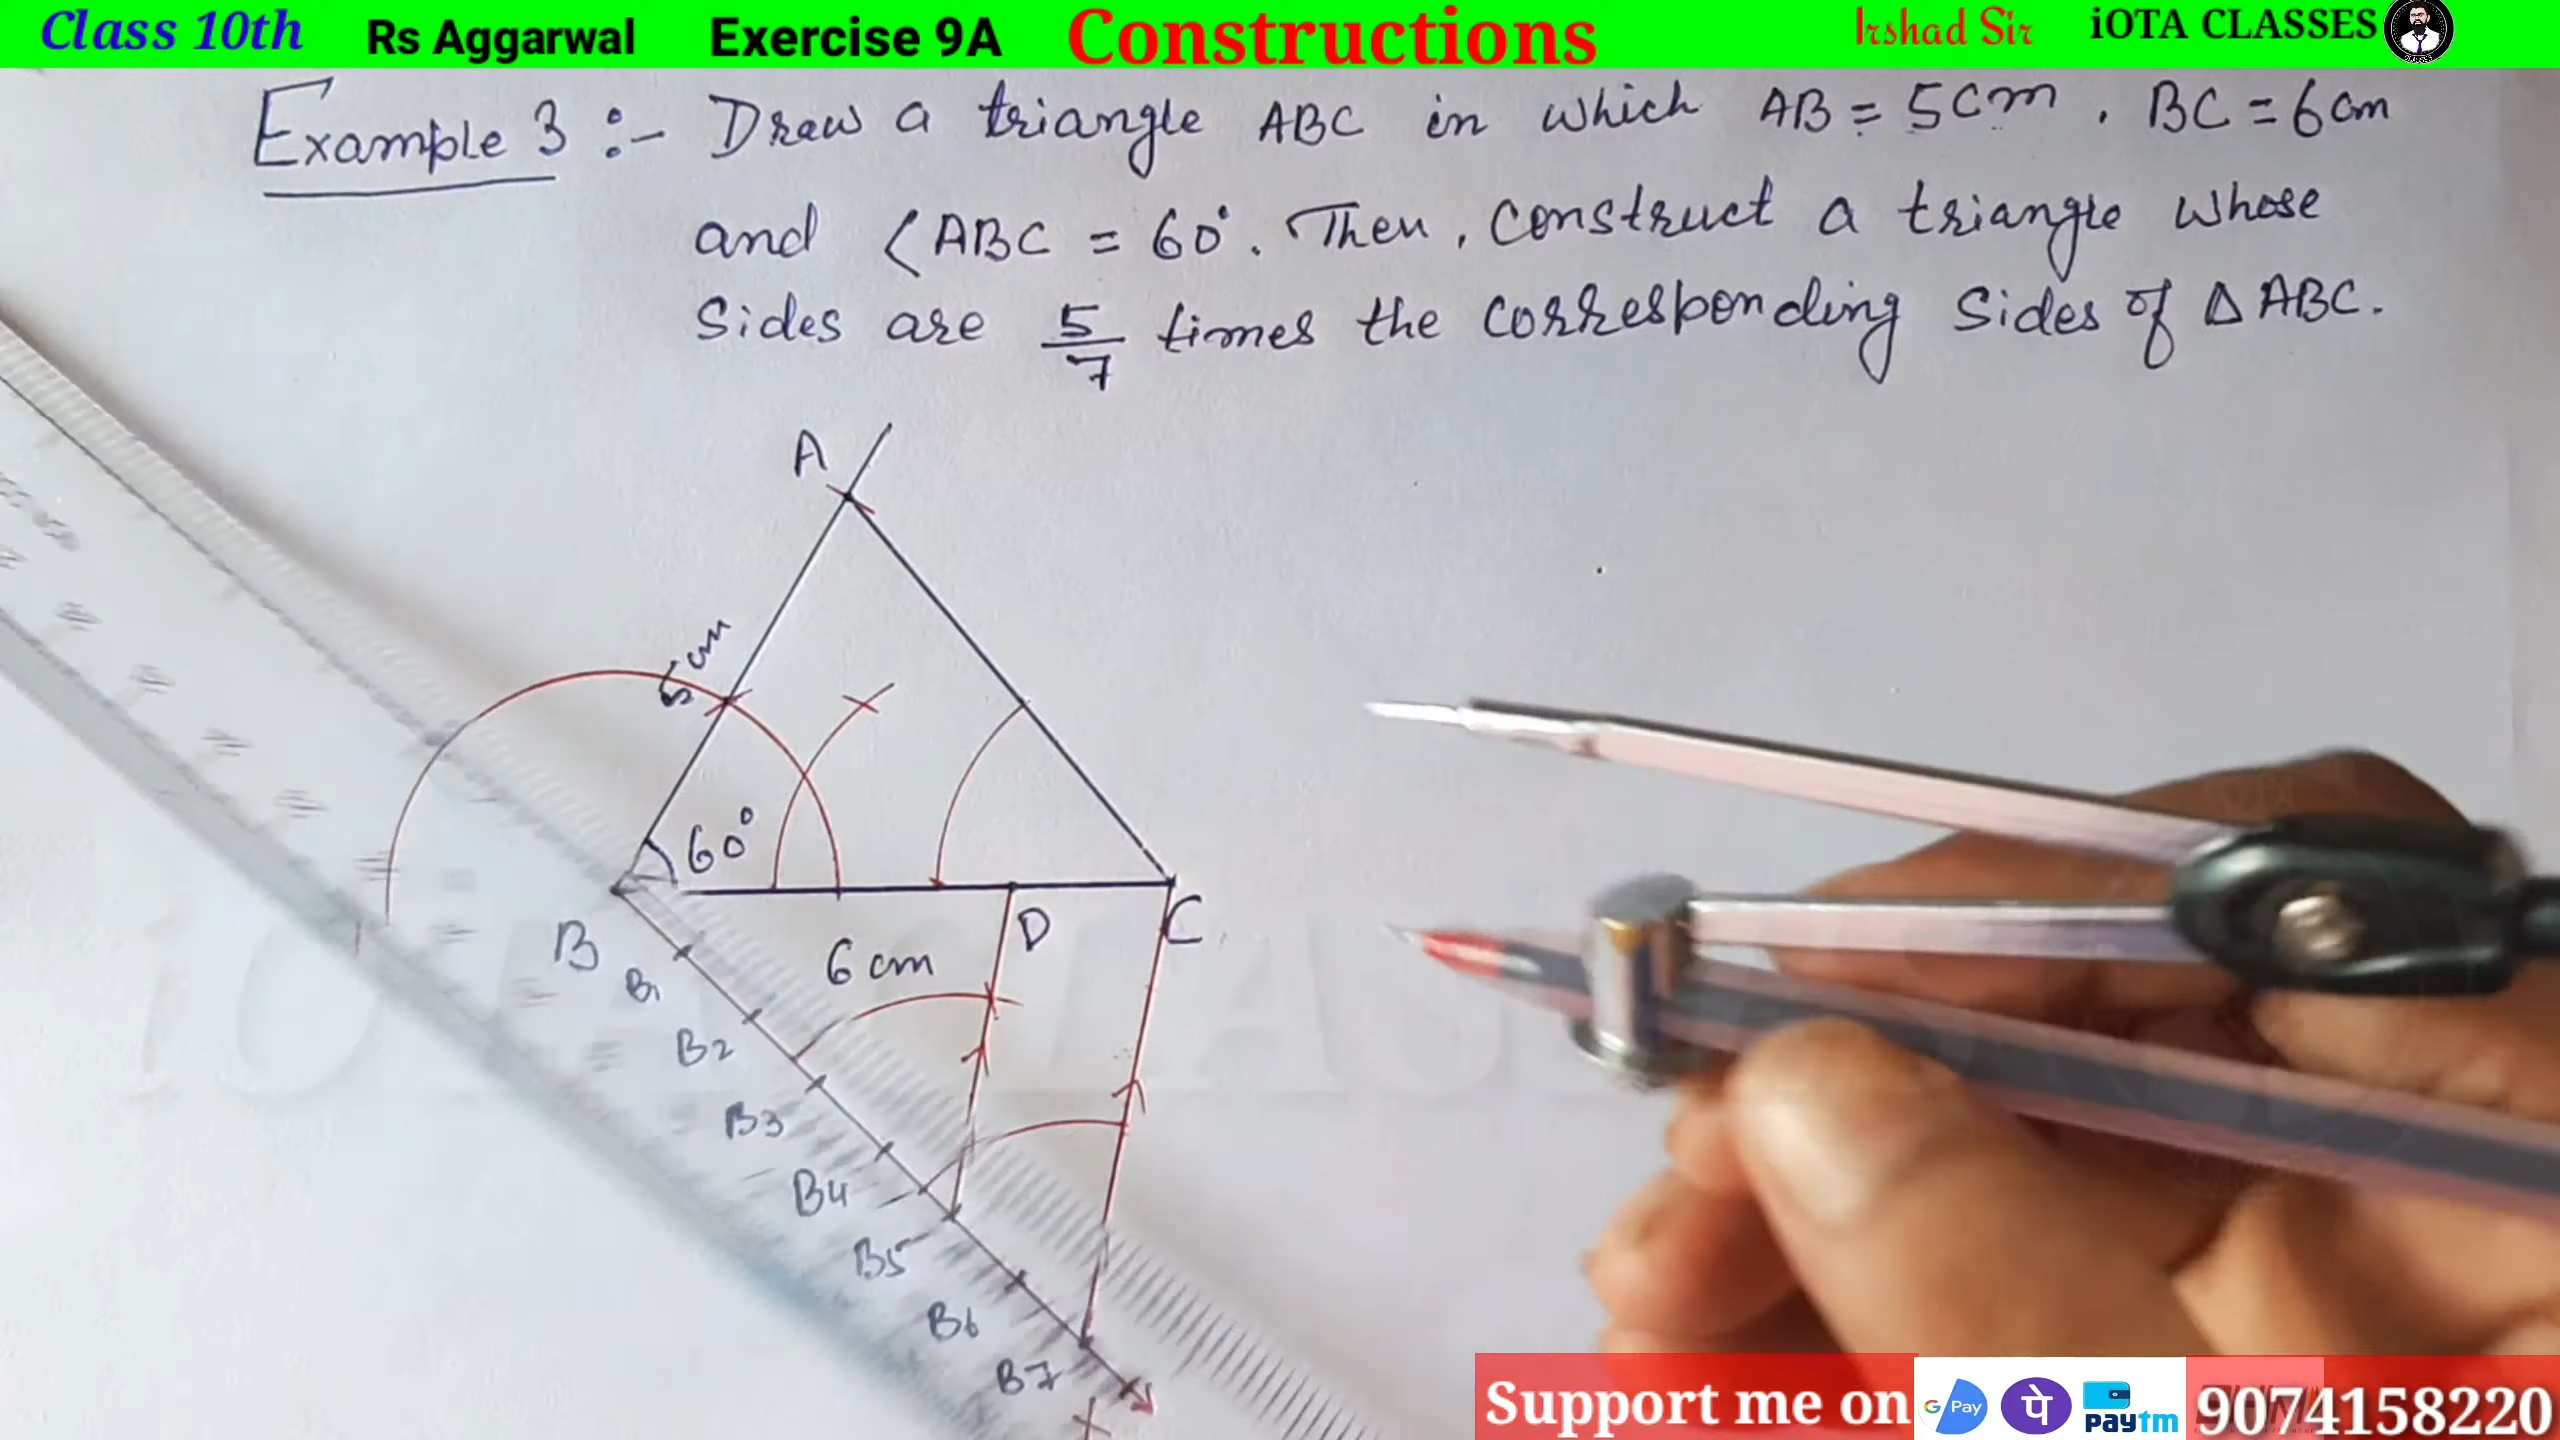 Class 10th Rs Aggarwal Exercise 9A Constructions Irshad Sir iOTA CLASSES
Example 3 :- Draw a triangle ABC in which AB = 5cm . BC = 6cm
and ∠ABC = 60°. Then, construct a triangle whose
sides are 5/7 times the corresponding sides of Δ ABC.
A
5 cm
60°
B
D
C
6 cm
B1
B2
B3
B4
B5
B6
B7
X
Support me on G Pay पे paytm 9074158220